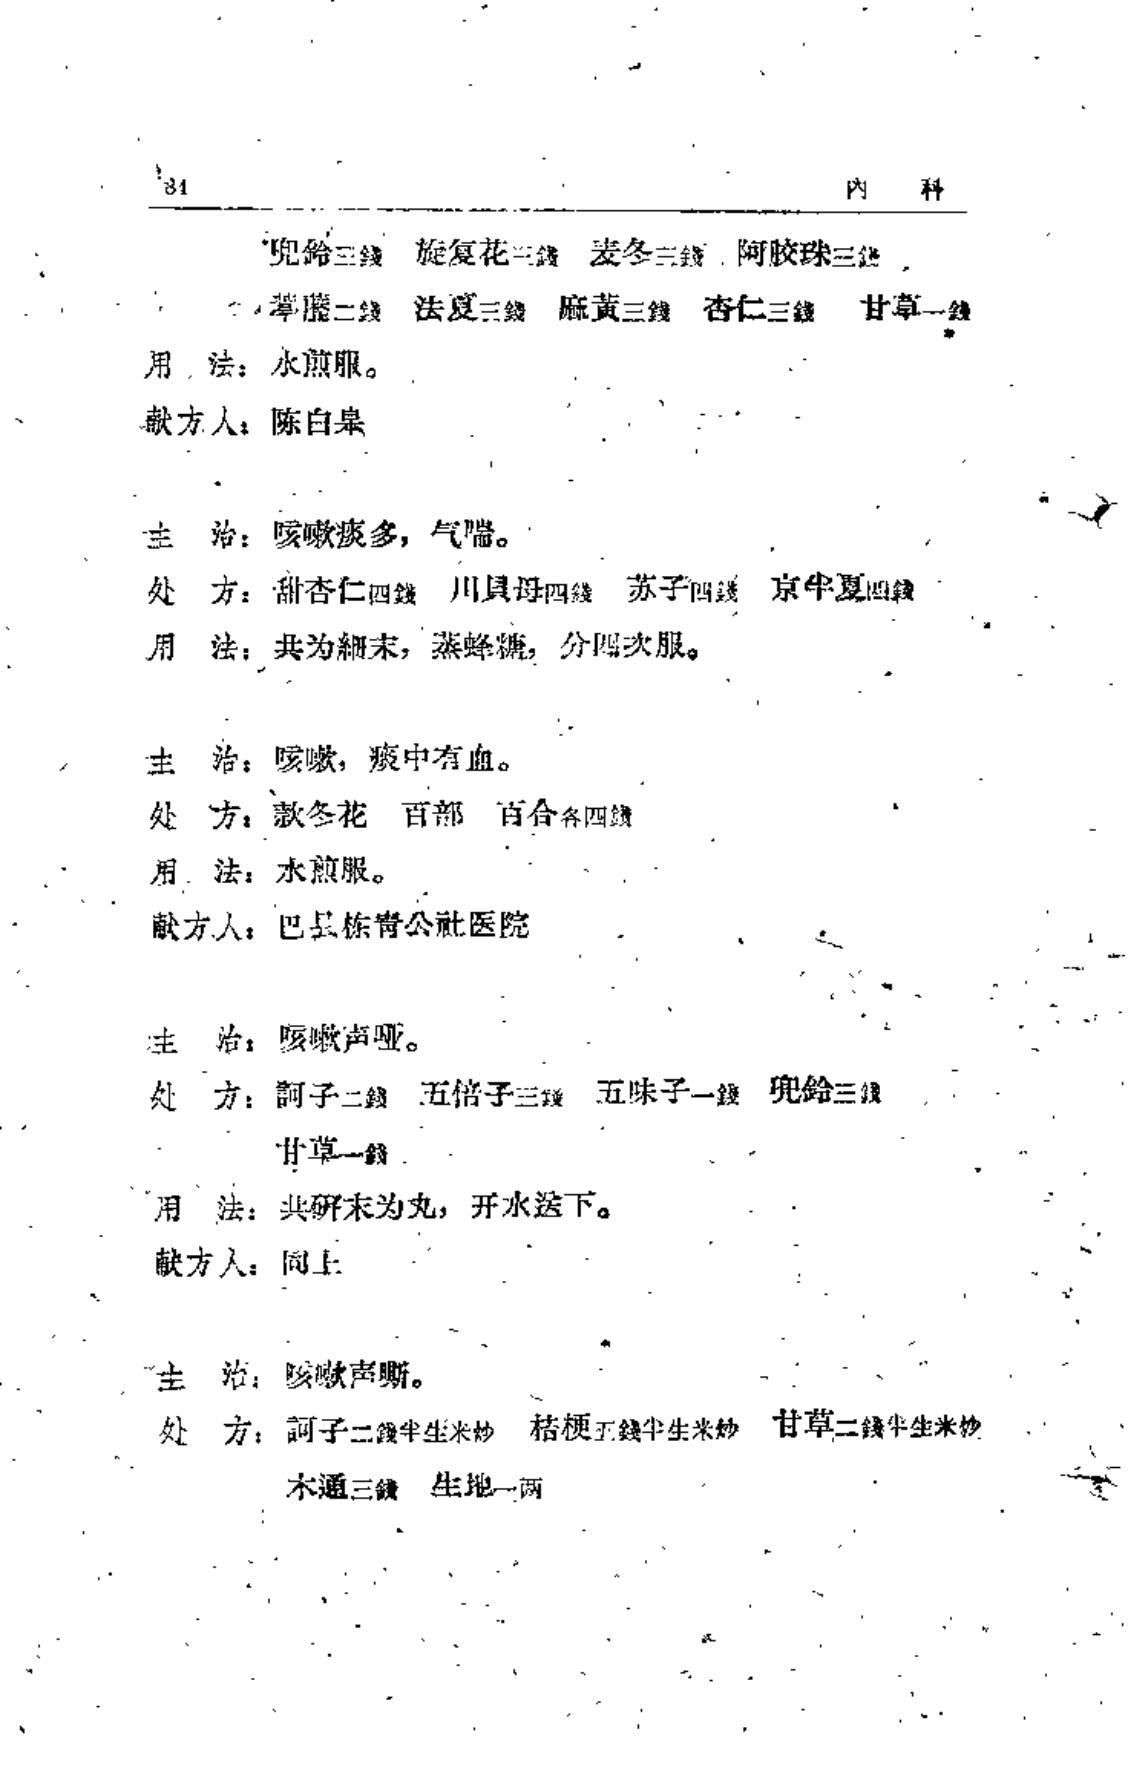 84 內 科
兜鈴三錢 旋复花三錢 麦冬三錢 阿胶珠三錢
葶藶二錢 法夏三錢 麻黃三錢 杏仁三錢 甘草一錢
用 法：水煎服。
献方人：陈白皋
主 治：咳嗽痰多，气喘。
处 方：甜杏仁四錢 川貝母四錢 苏子四錢 京半夏四錢
用 法：共为細末，蒸蜂糖，分四次服。
主 治：咳嗽，痰中有血。
处 方：款冬花 百部 百合各四錢
用 法：水煎服。
献方人：巴县栋青公社医院
主 治：咳嗽声哑。
处 方：訶子二錢 五倍子三錢 五味子一錢 兜鈴三錢
甘草一錢
用 法：共研末为丸，开水送下。
献方人：同上
主 治：咳嗽声嘶。
处 方：訶子二錢半生米炒 桔梗五錢半生米炒 甘草二錢半生米炒
木通三錢 生地一两